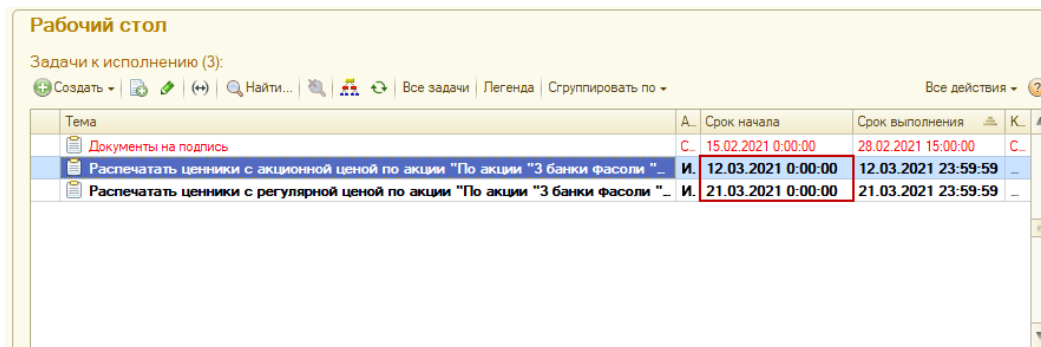 Рабочий стол
Задачи к исполнению (3):
Создать Найти... Все задачи Легенда Сгруппировать по Все действия ?
Тема А... Срок начала Срок выполнения К...
Документы на подпись С... 15.02.2021 0:00:00 28.02.2021 15:00:00 С...
Распечатать ценники с акционной ценой по акции "По акции "3 банки фасоли "... И. 12.03.2021 0:00:00 12.03.2021 23:59:59 ...
Распечатать ценники с регулярной ценой по акции "По акции "3 банки фасоли "... И. 21.03.2021 0:00:00 21.03.2021 23:59:59 ...